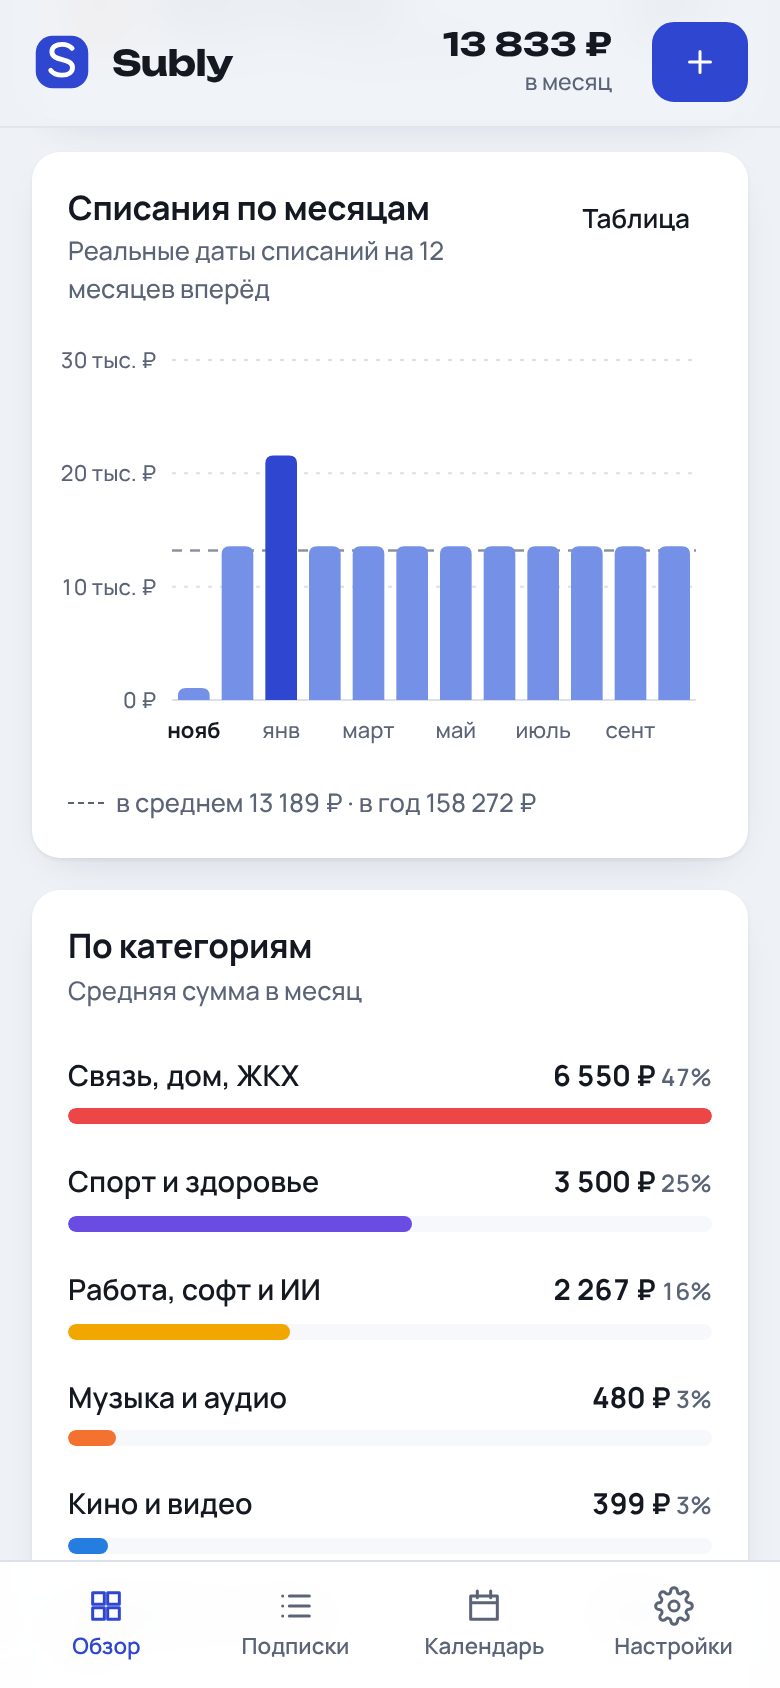 S Subly
13 833 ₽
в месяц
Списания по месяцам
Таблица
Реальные даты списаний на 12
месяцев вперёд
30 тыс. ₽
20 тыс. ₽
10 тыс. ₽
0 ₽
нояб янв март май июль сент
в среднем 13 189 ₽ · в год 158 272 ₽
По категориям
Средняя сумма в месяц
Связь, дом, ЖКХ 6 550 ₽ 47%
Спорт и здоровье 3 500 ₽ 25%
Работа, софт и ИИ 2 267 ₽ 16%
Музыка и аудио 480 ₽ 3%
Кино и видео 399 ₽ 3%
Обзор Подписки Календарь Настройки